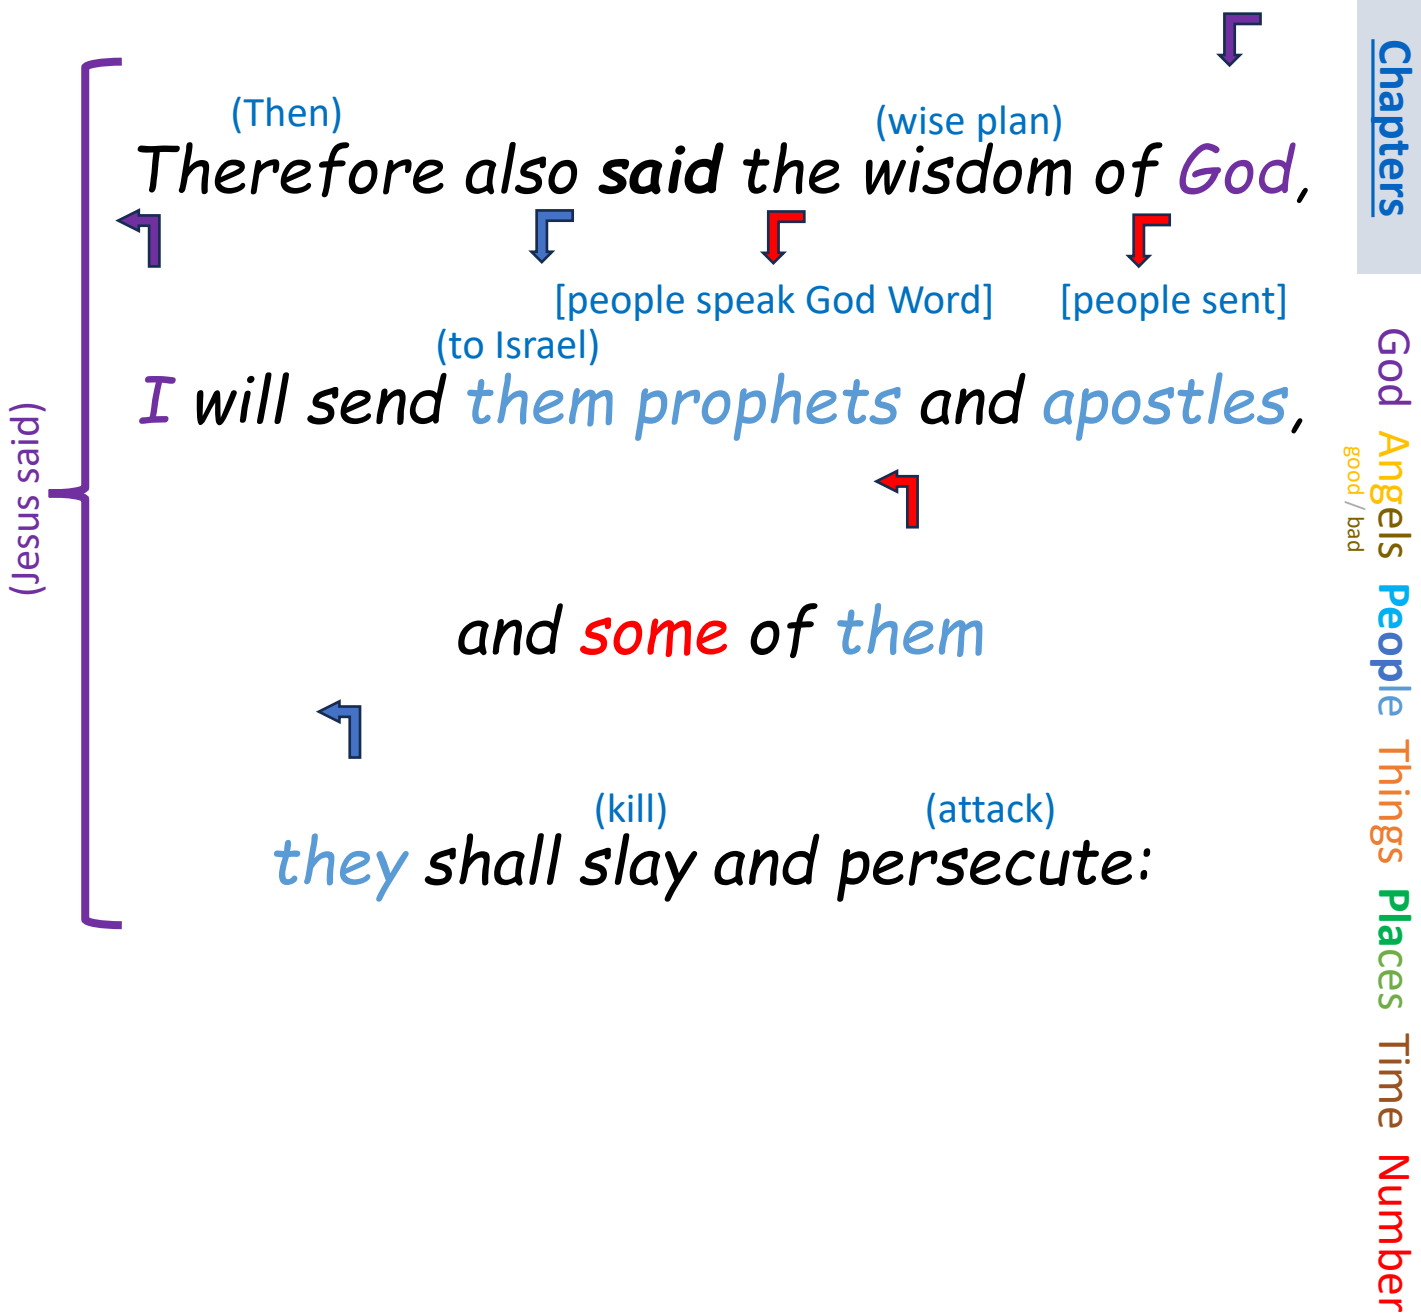 (Then) (wise plan)
Therefore also said the wisdom of God,
[people speak God Word] [people sent]
(to Israel)
I will send them prophets and apostles,
and some of them
(kill) (attack)
they shall slay and persecute:
(Jesus said)
Chapters
God
Angels
good / bad
People
Things
Places
Time
Number